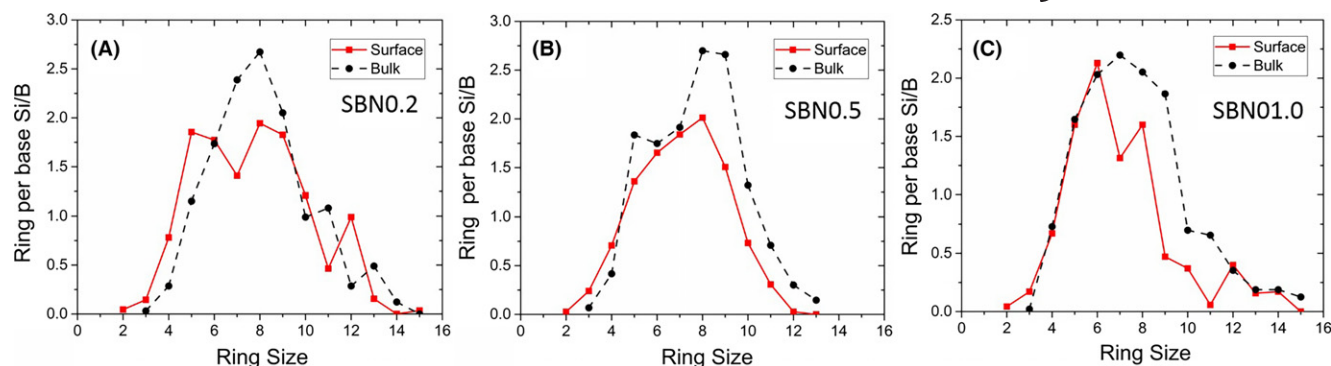 (A)
Surface
Bulk
SBN0.2
Ring per base Si/B
3.0
2.5
2.0
1.5
1.0
0.5
0.0
0 2 4 6 8 10 12 14 16
Ring Size
(B)
Surface
Bulk
SBN0.5
Ring per base Si/B
3.0
2.5
2.0
1.5
1.0
0.5
0.0
0 2 4 6 8 10 12 14 16
Ring Size
(C)
Surface
Bulk
SBN01.0
Ring per base Si/B
2.5
2.0
1.5
1.0
0.5
0.0
0 2 4 6 8 10 12 14 16
Ring Size